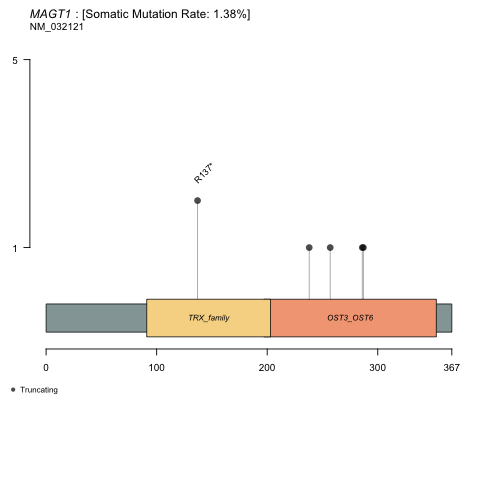 MAGT1 : [Somatic Mutation Rate: 1.38%]
NM_032121
5
R137*
1
TRX_family
OST3_OST6
0 100 200 300 367
Truncating